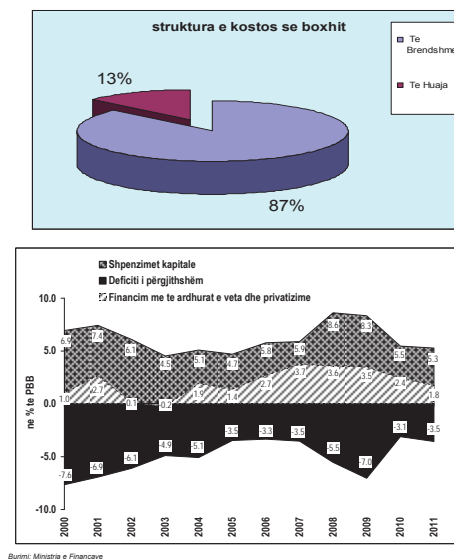 struktura e kostos se boxhit
Te
Brendshme
Te Huaja
13%
87%
Shpenzimet kapitale
Deficiti i përgjithshëm
Financim me te ardhurat e veta dhe privatizime
ne % te PBB
10.0
5.0
0.0
-5.0
-10.0
6.9 7.4 6.1 4.5 5.1 4.7 5.8 5.9 8.6 8.3 5.5 5.3
1.0 2.7 0.1 -0.2 1.9 1.4 2.7 3.7 3.6 3.5 2.4 1.8
-7.6 -6.9 -6.1 -4.9 -5.1 -3.5 -3.3 -3.5 -5.5 -7.0 -3.1 -3.5
2000 2001 2002 2003 2004 2005 2006 2007 2008 2009 2010 2011
Burimi: Ministria e Financave